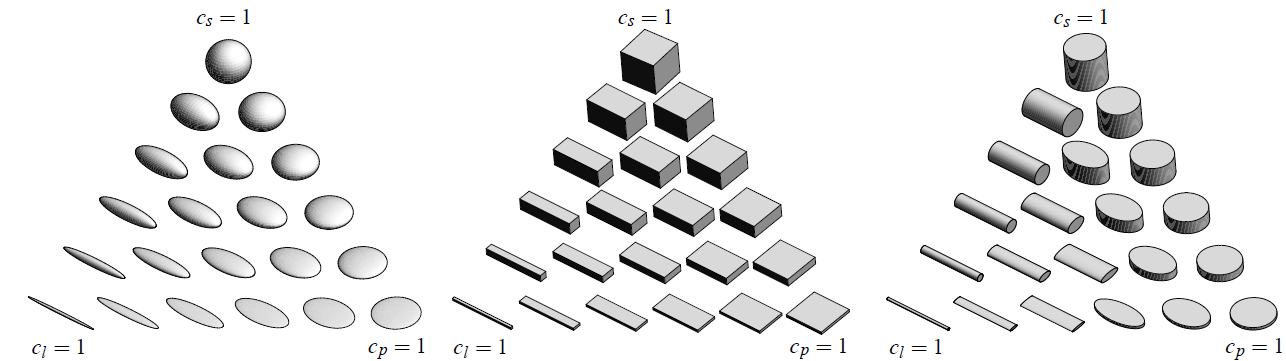 c_s = 1
c_s = 1
c_s = 1
c_l = 1
c_p = 1
c_l = 1
c_p = 1
c_l = 1
c_p = 1